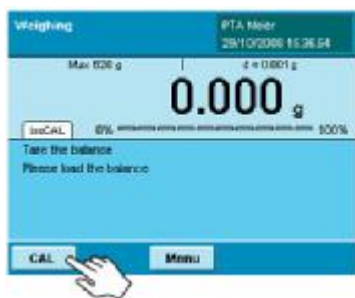 Weighing
PTA Meier
29/10/2008 15.36.54
Max 620 g
d = 0.001 g
0.000 g
isoCAL 0% 100%
Tare the balance
Please load the balance
CAL Menu